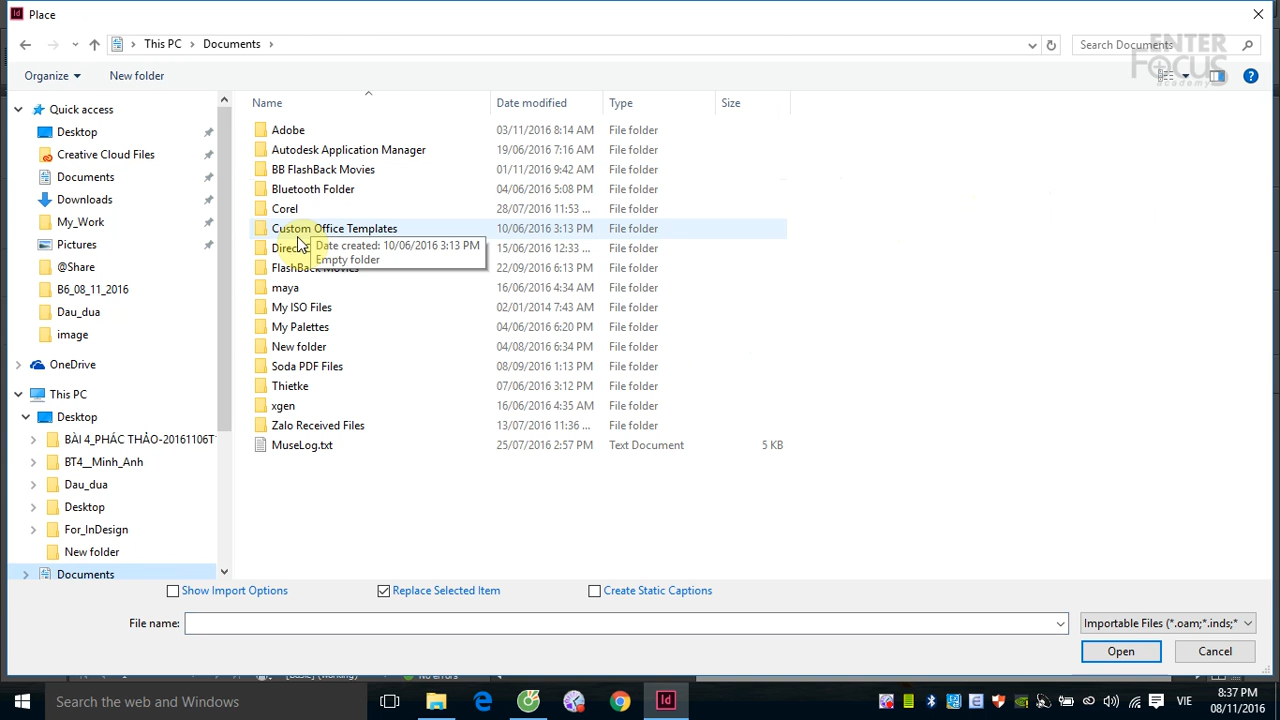 Place
This PC > Documents >
Search Documents
ENTER
FOCUS
academy
Organize
New folder
Name
Date modified
Type
Size
Quick access
Desktop
Creative Cloud Files
Documents
Downloads
My_Work
Pictures
@Share
B6_08_11_2016
Dau_dua
image
OneDrive
This PC
Desktop
BÀI 4_PHÁC THẢO-20161106T
BT4__Minh_Anh
Dau_dua
Desktop
For_InDesign
New folder
Documents
Adobe 03/11/2016 8:14 AM File folder
Autodesk Application Manager 19/06/2016 7:16 AM File folder
BB FlashBack Movies 01/11/2016 9:42 AM File folder
Bluetooth Folder 04/06/2016 5:08 PM File folder
Corel 28/07/2016 11:53 ... File folder
Custom Office Templates 10/06/2016 3:13 PM File folder
Date created: 10/06/2016 3:13 PM
Empty folder
15/06/2016 12:33 ... File folder
FlashBack Movies 22/09/2016 6:13 PM File folder
maya 16/06/2016 4:34 AM File folder
My ISO Files 02/01/2014 7:43 AM File folder
My Palettes 04/06/2016 6:20 PM File folder
New folder 04/08/2016 6:34 PM File folder
Soda PDF Files 08/09/2016 1:13 PM File folder
Thietke 07/06/2016 3:12 PM File folder
xgen 16/06/2016 4:35 AM File folder
Zalo Received Files 13/07/2016 11:36 ... File folder
MuseLog.txt 25/07/2016 2:57 PM Text Document 5 KB
Show Import Options
Replace Selected Item
Create Static Captions
File name:
Importable Files (*.oam;*.inds;*
Open
Cancel
[Basic] (working)
No errors
Search the web and Windows
VIE
8:37 PM
08/11/2016